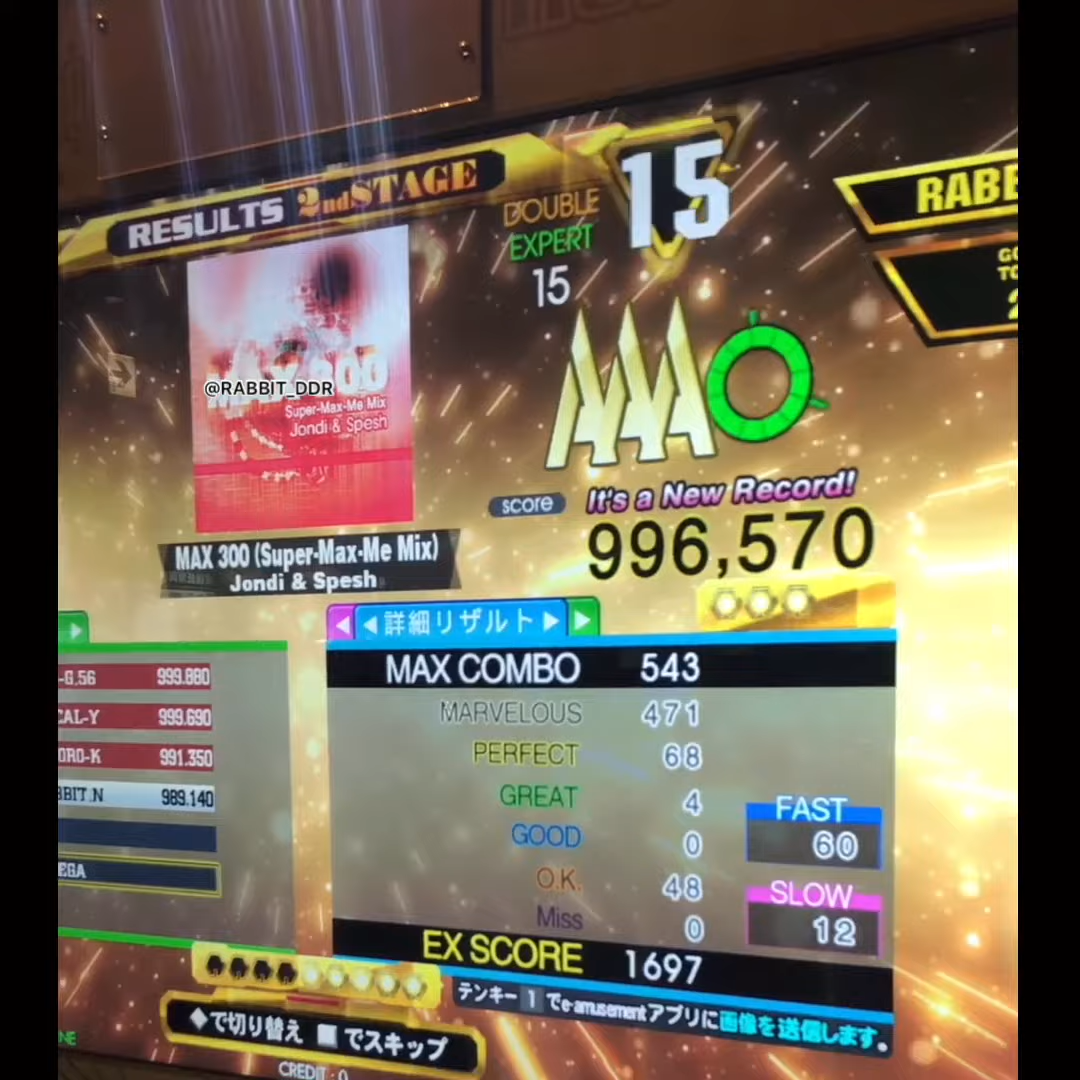 RESULTS 2nd STAGE
DOUBLE
EXPERT
15
15
RABB
MAX 300
@RABBIT_DDR
Super-Max-Me Mix
Jondi & Spesh
AAA
It's a New Record!
score
996,570
MAX 300 (Super-Max-Me Mix)
Jondi & Spesh
詳細リザルト
-G.56 999.880
CAL-Y 999.690
ORO-K 991.350
BBIT.N 989.140
EGA
MAX COMBO 543
MARVELOUS 471
PERFECT 68
GREAT 4
GOOD 0
O.K. 48
Miss 0
FAST
60
SLOW
12
EX SCORE 1697
テンキー 1 でe-amusementアプリに画像を送信します。
◆で切り替え ■でスキップ
CREDIT : 0
NE